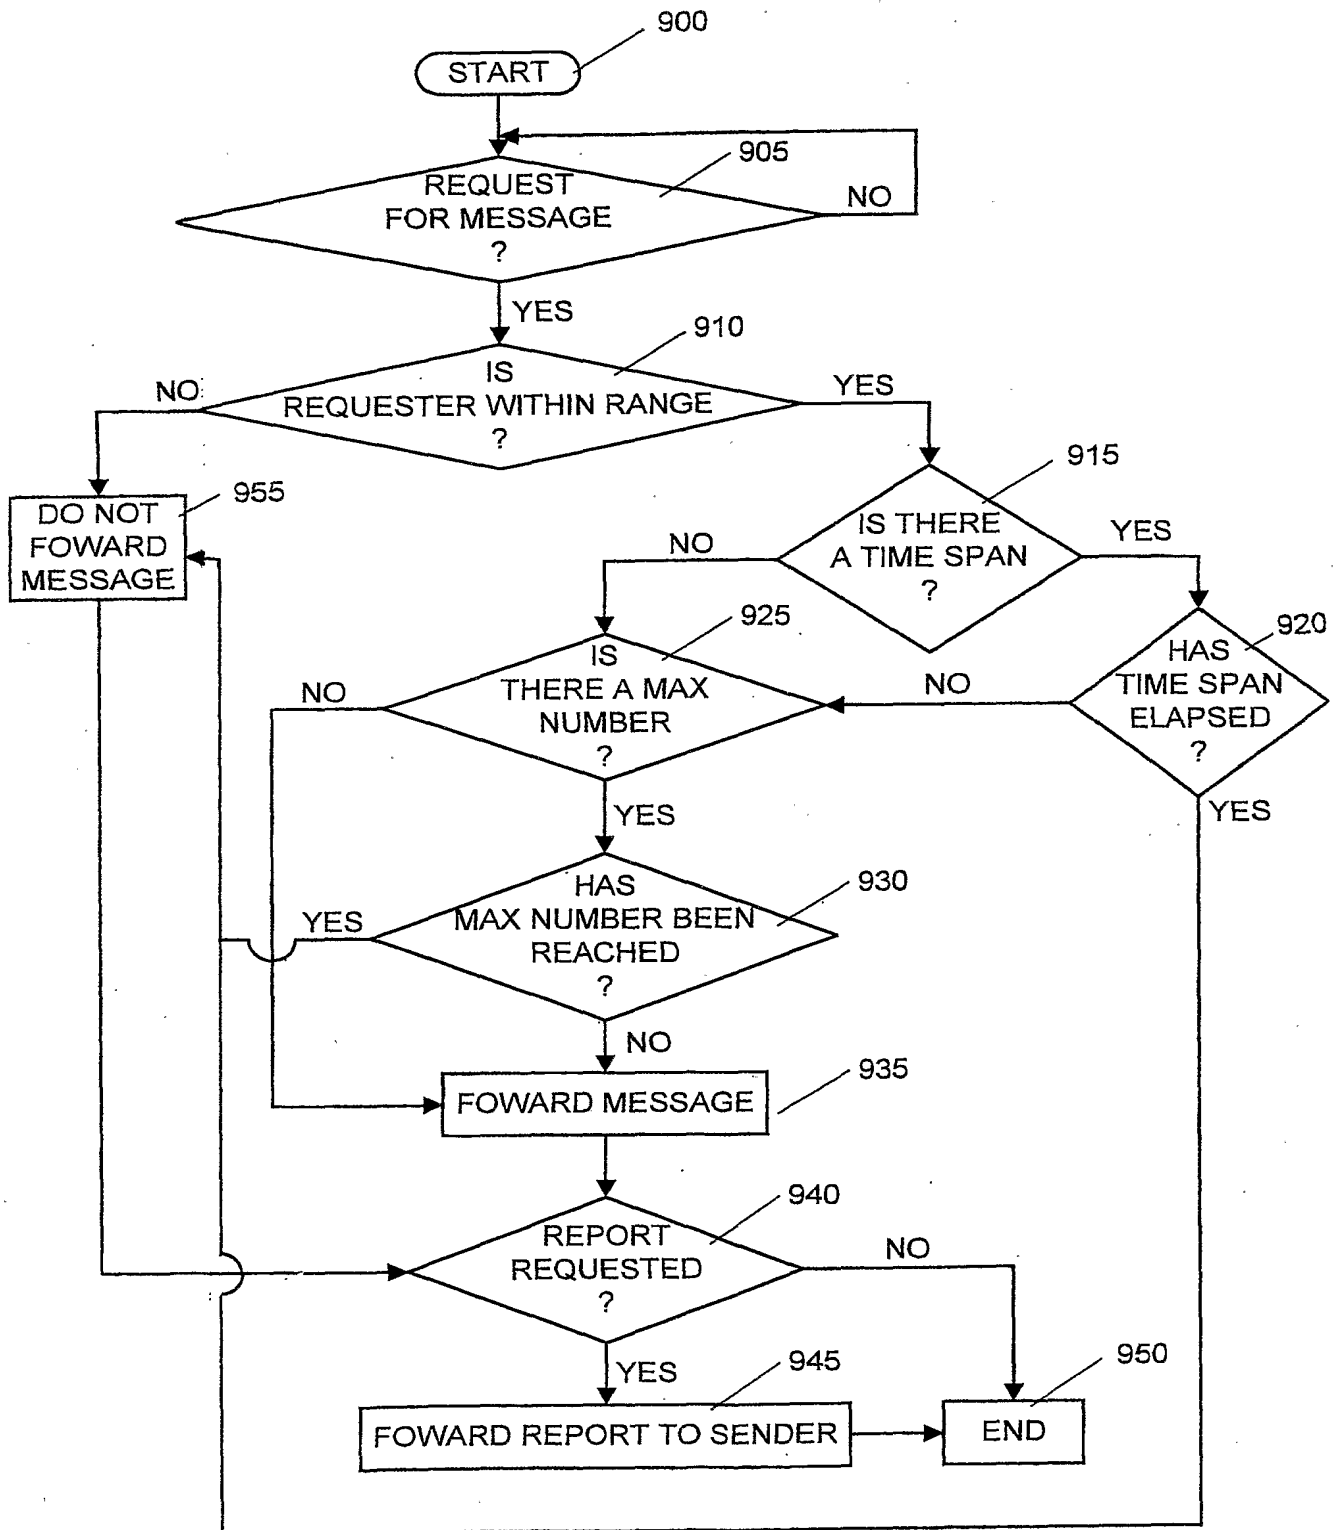 900
START
905
REQUEST
FOR MESSAGE
?
NO
YES
910
IS
REQUESTER WITHIN RANGE
?
NO
YES
915
IS THERE
A TIME SPAN
?
NO
YES
955
DO NOT
FOWARD
MESSAGE
920
HAS
TIME SPAN
ELAPSED
?
NO
YES
925
IS
THERE A MAX
NUMBER
?
NO
YES
930
HAS
MAX NUMBER BEEN
REACHED
?
YES
NO
935
FOWARD MESSAGE
940
REPORT
REQUESTED
?
NO
YES
945
FOWARD REPORT TO SENDER
950
END